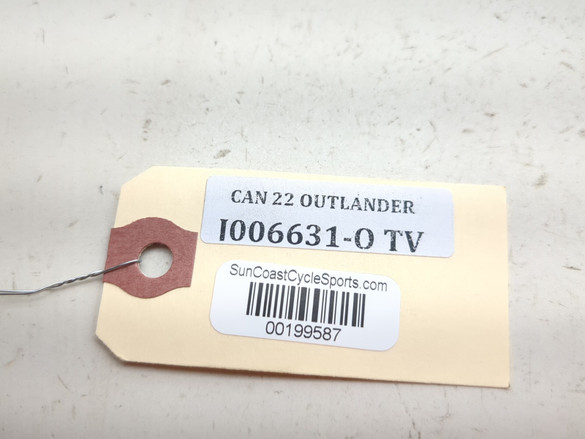 CAN 22 OUTLANDER
I006631-O TV
SunCoastCycleSports.com
00199587